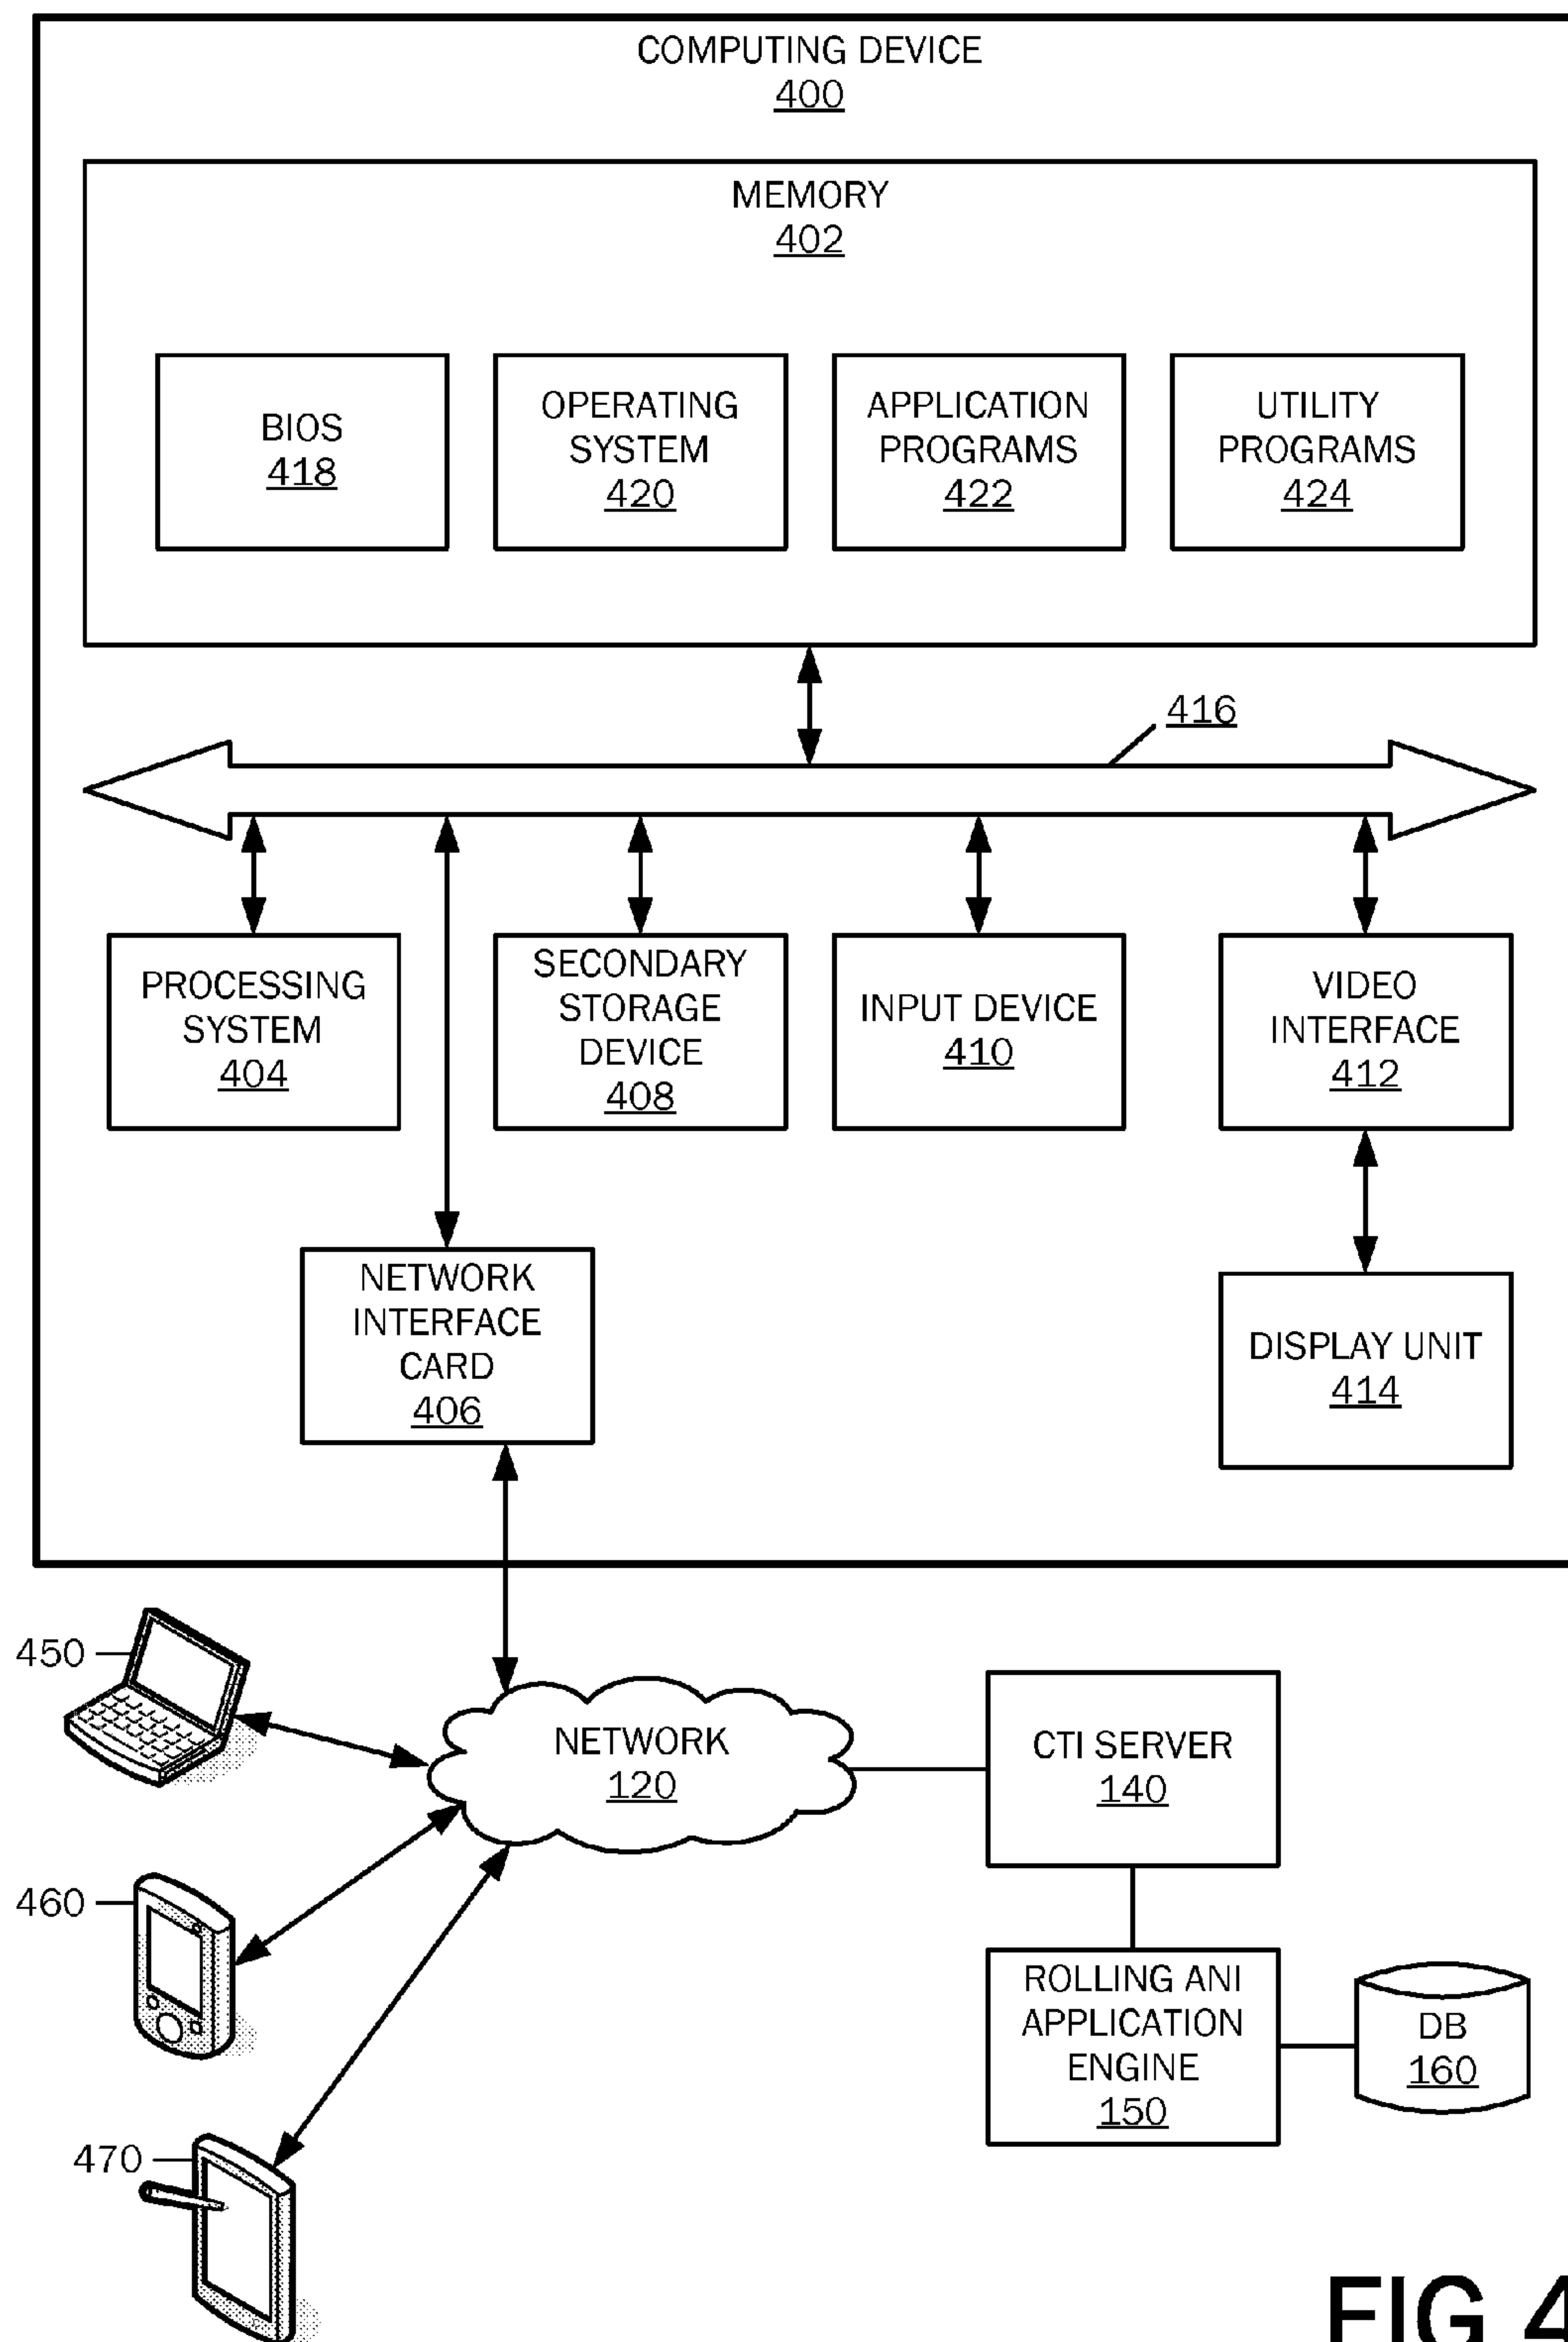 COMPUTING DEVICE
400
MEMORY
402
BIOS
418
OPERATING
SYSTEM
420
APPLICATION
PROGRAMS
422
UTILITY
PROGRAMS
424
416
PROCESSING
SYSTEM
404
SECONDARY
STORAGE
DEVICE
408
INPUT DEVICE
410
VIDEO
INTERFACE
412
NETWORK
INTERFACE
CARD
406
DISPLAY UNIT
414
450
NETWORK
120
CTI SERVER
140
460
ROLLING ANI
APPLICATION
ENGINE
150
DB
160
470
FIG 4